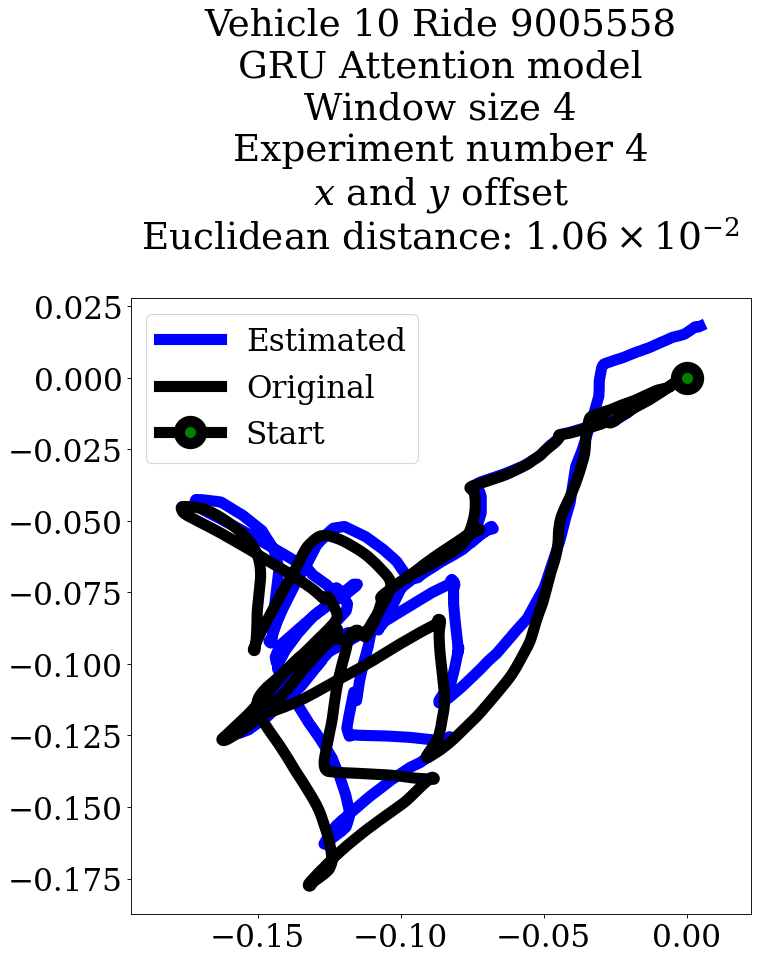 Vehicle 10 Ride 9005558
GRU Attention model
Window size 4
Experiment number 4
x and y offset
Euclidean distance: 1.06 × 10⁻²
Estimated
Original
Start
0.025
0.000
−0.025
−0.050
−0.075
−0.100
−0.125
−0.150
−0.175
−0.15
−0.10
−0.05
0.00